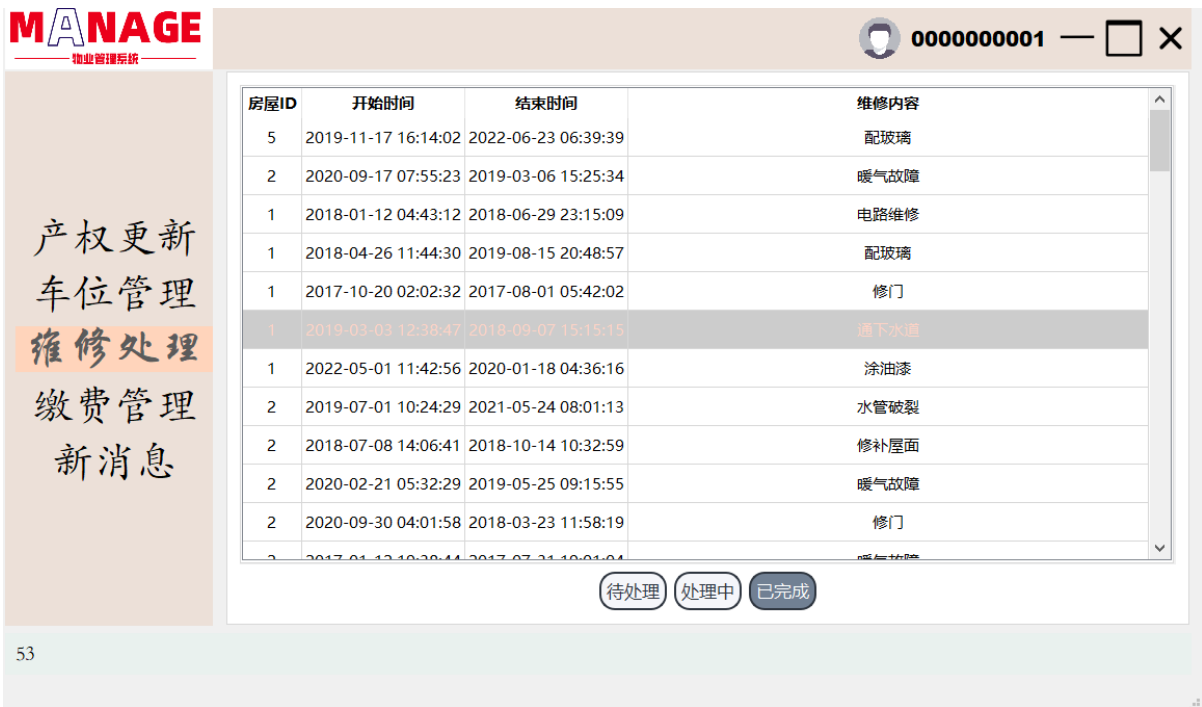 MANAGE
物业管理系统
0000000001
产权更新
车位管理
维修处理
缴费管理
新消息
房屋ID 开始时间 结束时间 维修内容
5 2019-11-17 16:14:02 2022-06-23 06:39:39 配玻璃
2 2020-09-17 07:55:23 2019-03-06 15:25:34 暖气故障
1 2018-01-12 04:43:12 2018-06-29 23:15:09 电路维修
1 2018-04-26 11:44:30 2019-08-15 20:48:57 配玻璃
1 2017-10-20 02:02:32 2017-08-01 05:42:02 修门
1 2019-03-03 12:38:47 2018-09-07 15:15:15 通下水道
1 2022-05-01 11:42:56 2020-01-18 04:36:16 涂油漆
2 2019-07-01 10:24:29 2021-05-24 08:01:13 水管破裂
2 2018-07-08 14:06:41 2018-10-14 10:32:59 修补屋面
2 2020-02-21 05:32:29 2019-05-25 09:15:55 暖气故障
2 2020-09-30 04:01:58 2018-03-23 11:58:19 修门
待处理 处理中 已完成
53